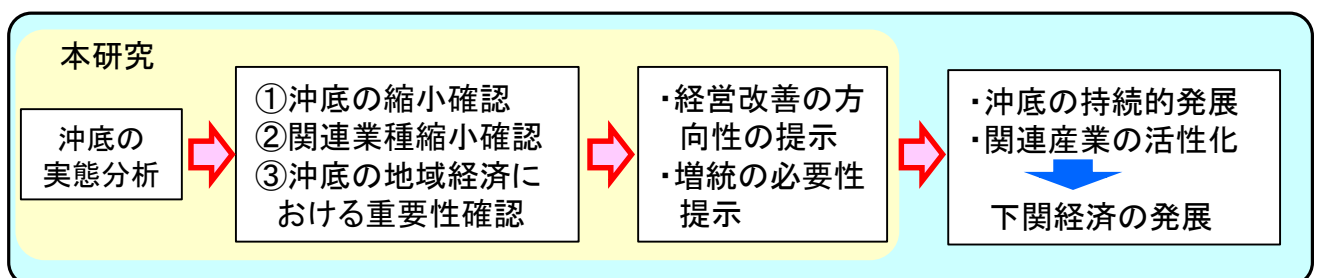 本研究
沖底の
実態分析
①沖底の縮小確認
②関連業種縮小確認
③沖底の地域経済に
おける重要性確認
・経営改善の方
向性の提示
・増統の必要性
提示
・沖底の持続的発展
・関連産業の活性化
下関経済の発展